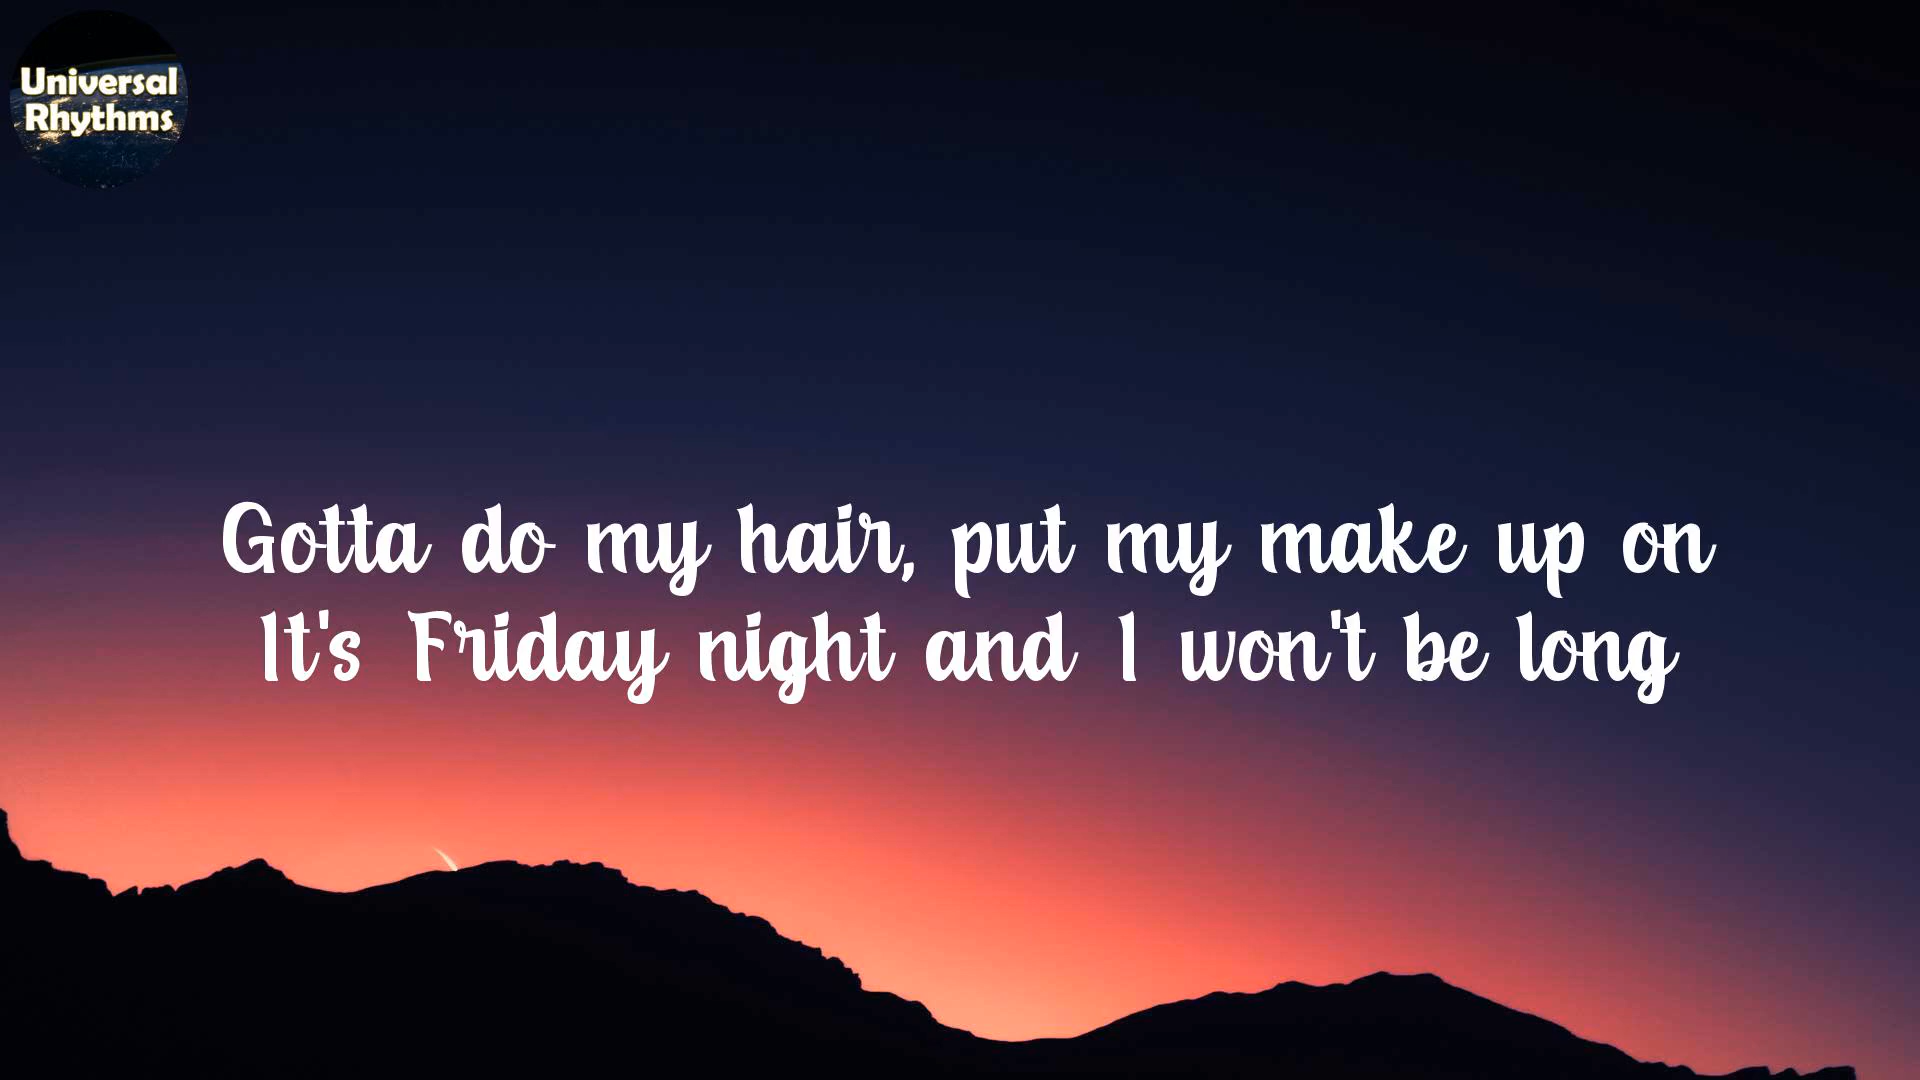 Universal
Rhythms
Gotta do my hair, put my make up on
It's Friday night and I won't be long